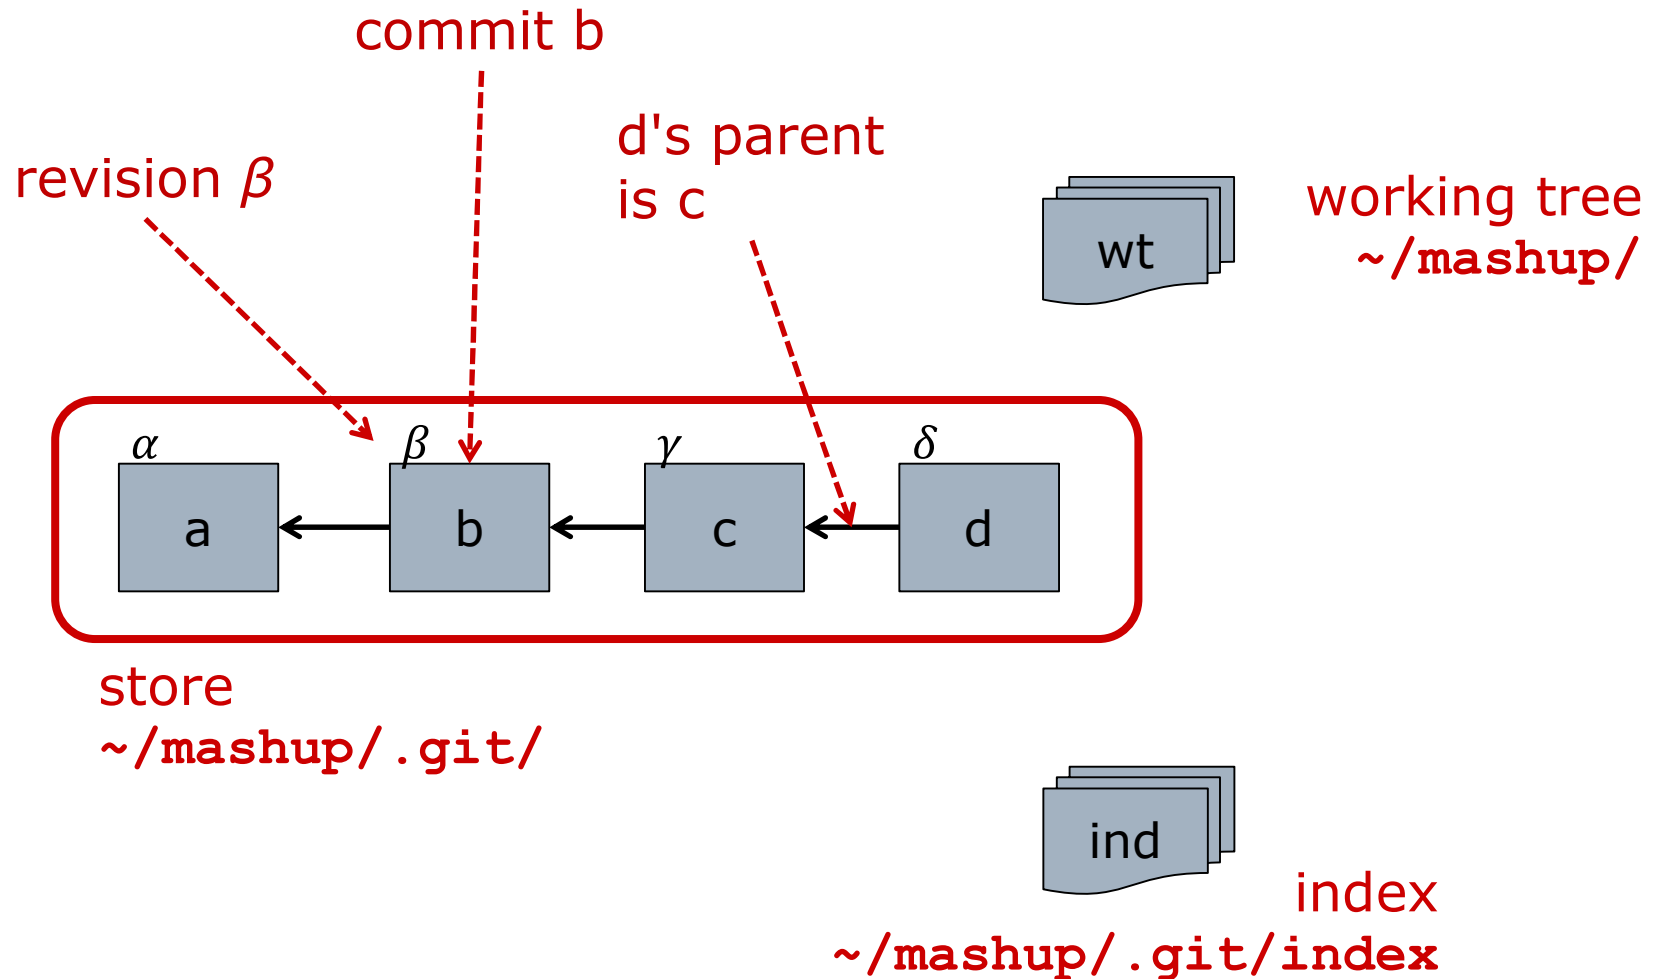 commit b
d's parent
is c
revision β
working tree
~/mashup/
wt
α
β
γ
δ
a
b
c
d
store
~/mashup/.git/
ind
index
~/mashup/.git/index